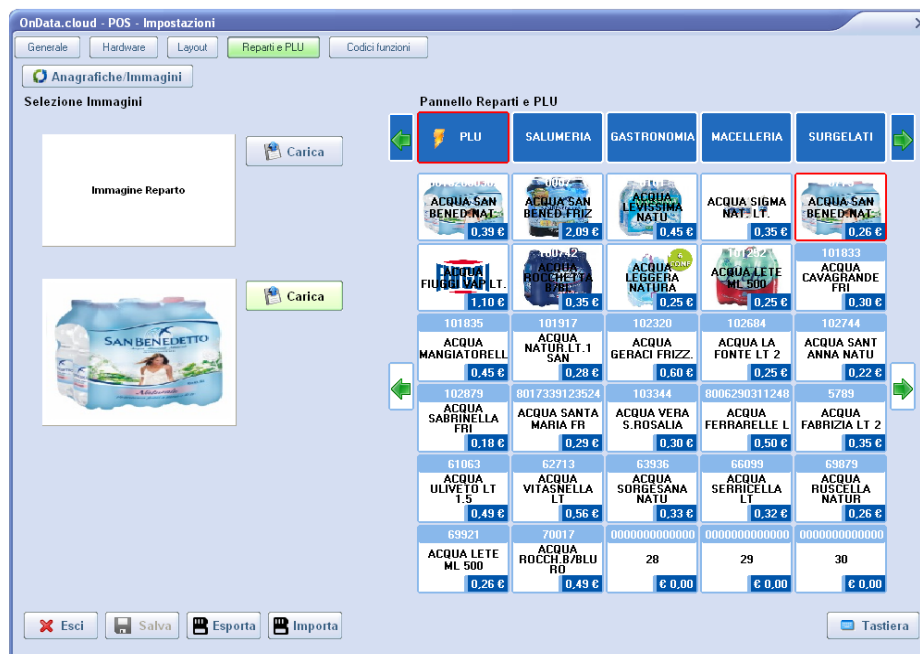 OnData.cloud - POS - Impostazioni
Generale
Hardware
Layout
Reparti e PLU
Codici funzioni
Anagrafiche/Immagini
Selezione Immagini
Pannello Reparti e PLU
Immagine Reparto
Carica
PLU
SALUMERIA
GASTRONOMIA
MACELLERIA
SURGELATI
ACQUA SAN
BENED.NAT.
0,39 €
ACQUA SAN
BENED.FRIZ
2,09 €
ACQUA
LEVISSIMA
NATU
0,45 €
ACQUA SIGMA
NAT. LT.
0,35 €
ACQUA SAN
BENED.NAT.
0,26 €
Carica
SAN BENEDETTO
ACQUA
FIUGGI VAP LT.
1,10 €
100742
ACQUA
ROCCHETTA
B/BL
0,35 €
ACQUA
LEGGERA
NATURA
0,25 €
101232
ACQUA LETE
ML 500
0,25 €
101833
ACQUA
CAVAGRANDE
FRI
0,30 €
101835
ACQUA
MANGIATORELL
0,45 €
101917
ACQUA
NATUR.LT.1
SAN
0,28 €
102320
ACQUA
GERACI FRIZZ.
0,60 €
102684
ACQUA LA
FONTE LT 2
0,25 €
102744
ACQUA SANT
ANNA NATU
0,22 €
102879
ACQUA
SABRINELLA
FRI
0,18 €
8017339123524
ACQUA SANTA
MARIA FR
0,29 €
103344
ACQUA VERA
S.ROSALIA
0,30 €
8006290311248
ACQUA
FERRARELLE L
0,50 €
5789
ACQUA
FABRIZIA LT 2
0,35 €
61063
ACQUA
ULIVETO LT
1.5
0,49 €
62713
ACQUA
VITASNELLA
LT
0,56 €
63936
ACQUA
SORGESANA
NATU
0,33 €
66099
ACQUA
SERRICELLA
LT
0,32 €
69879
ACQUA
RUSCELLA
NATUR
0,26 €
69921
ACQUA LETE
ML 500
0,26 €
70017
ACQUA
ROCCH.B/BLU
RO
0,49 €
0000000000000
28
€ 0,00
0000000000000
29
€ 0,00
0000000000000
30
€ 0,00
Esci
Salva
Esporta
Importa
Tastiera